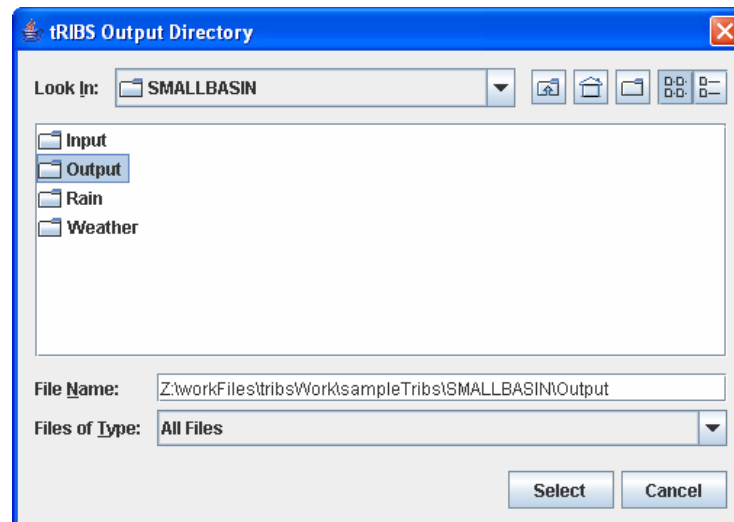 tRIBS Output Directory
Look In: SMALLBASIN
Input
Output
Rain
Weather
File Name: Z:\workFiles\tribsWork\sampleTribs\SMALLBASIN\Output
Files of Type: All Files
Select Cancel